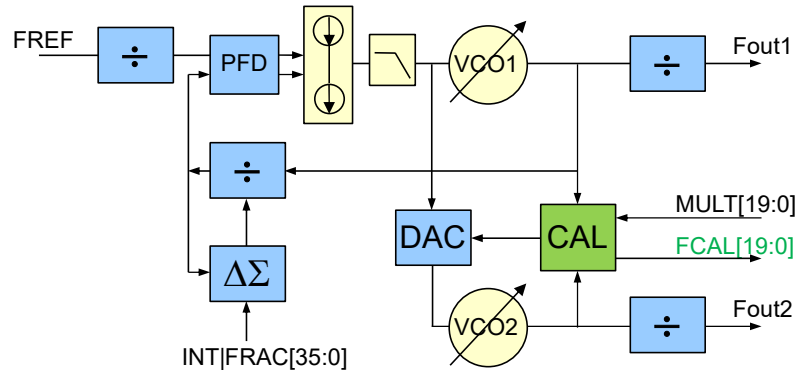 FREF
÷
PFD
VCO1
÷
Fout1
÷
MULT[19:0]
DAC
CAL
FCAL[19:0]
ΔΣ
Fout2
VCO2
÷
INT|FRAC[35:0]